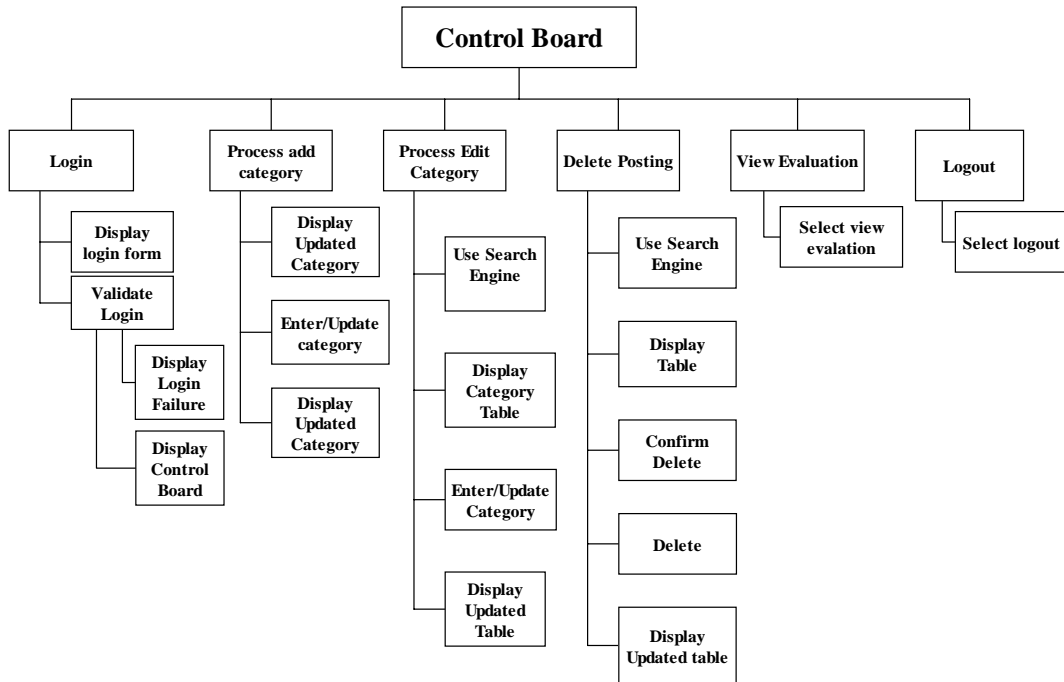 Control Board
Login
Display
login form
Validate
Login
Display
Login
Failure
Display
Control
Board
Process add
category
Display
Updated
Category
Enter/Update
category
Display
Updated
Category
Process Edit
Category
Use Search
Engine
Display
Category
Table
Enter/Update
Category
Display
Updated
Table
Delete Posting
Use Search
Engine
Display
Table
Confirm
Delete
Delete
Display
Updated table
View Evaluation
Select view
evalation
Logout
Select logout